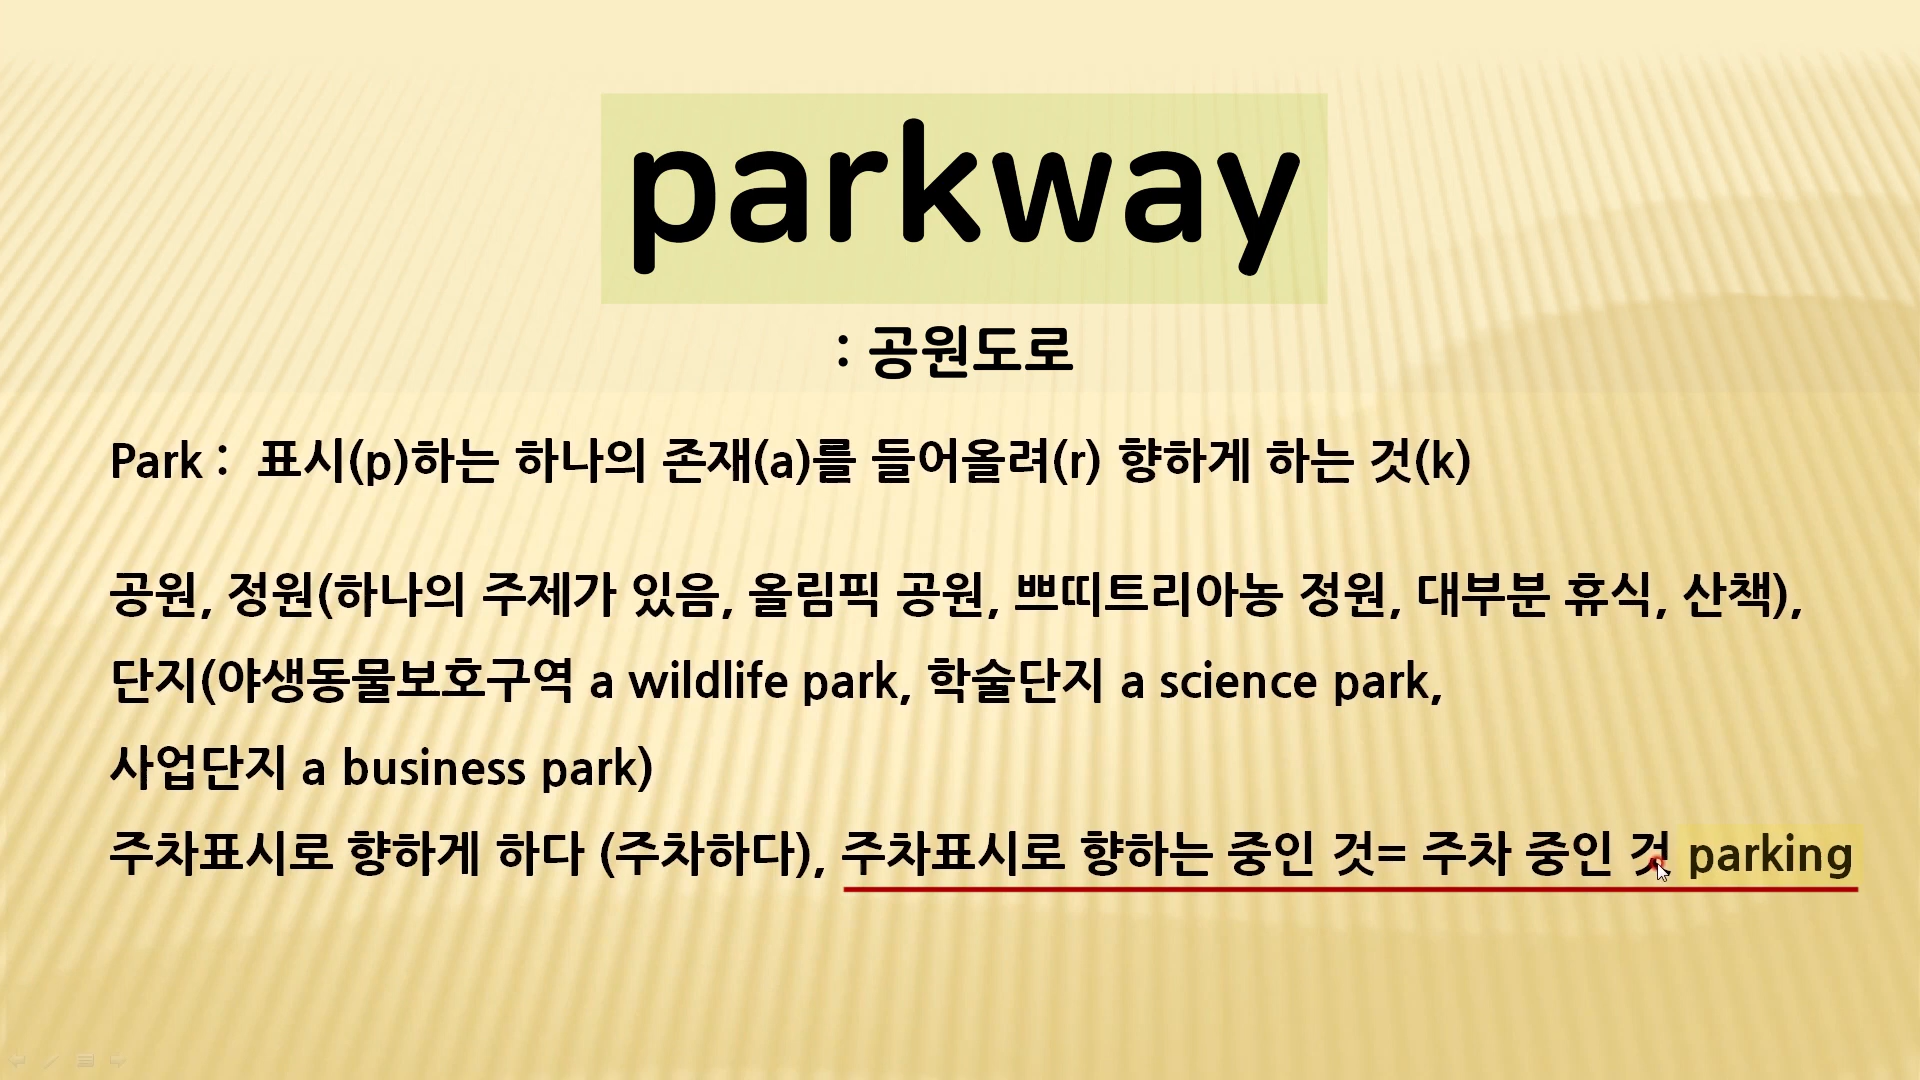 parkway
: 공원도로
Park : 표시(p)하는 하나의 존재(a)를 들어올려(r) 향하게 하는 것(k)
공원, 정원(하나의 주제가 있음, 올림픽 공원, 쁘띠트리아농 정원, 대부분 휴식, 산책),
단지(야생동물보호구역 a wildlife park, 학술단지 a science park,
사업단지 a business park)
주차표시로 향하게 하다 (주차하다), 주차표시로 향하는 중인 것= 주차 중인 것 parking